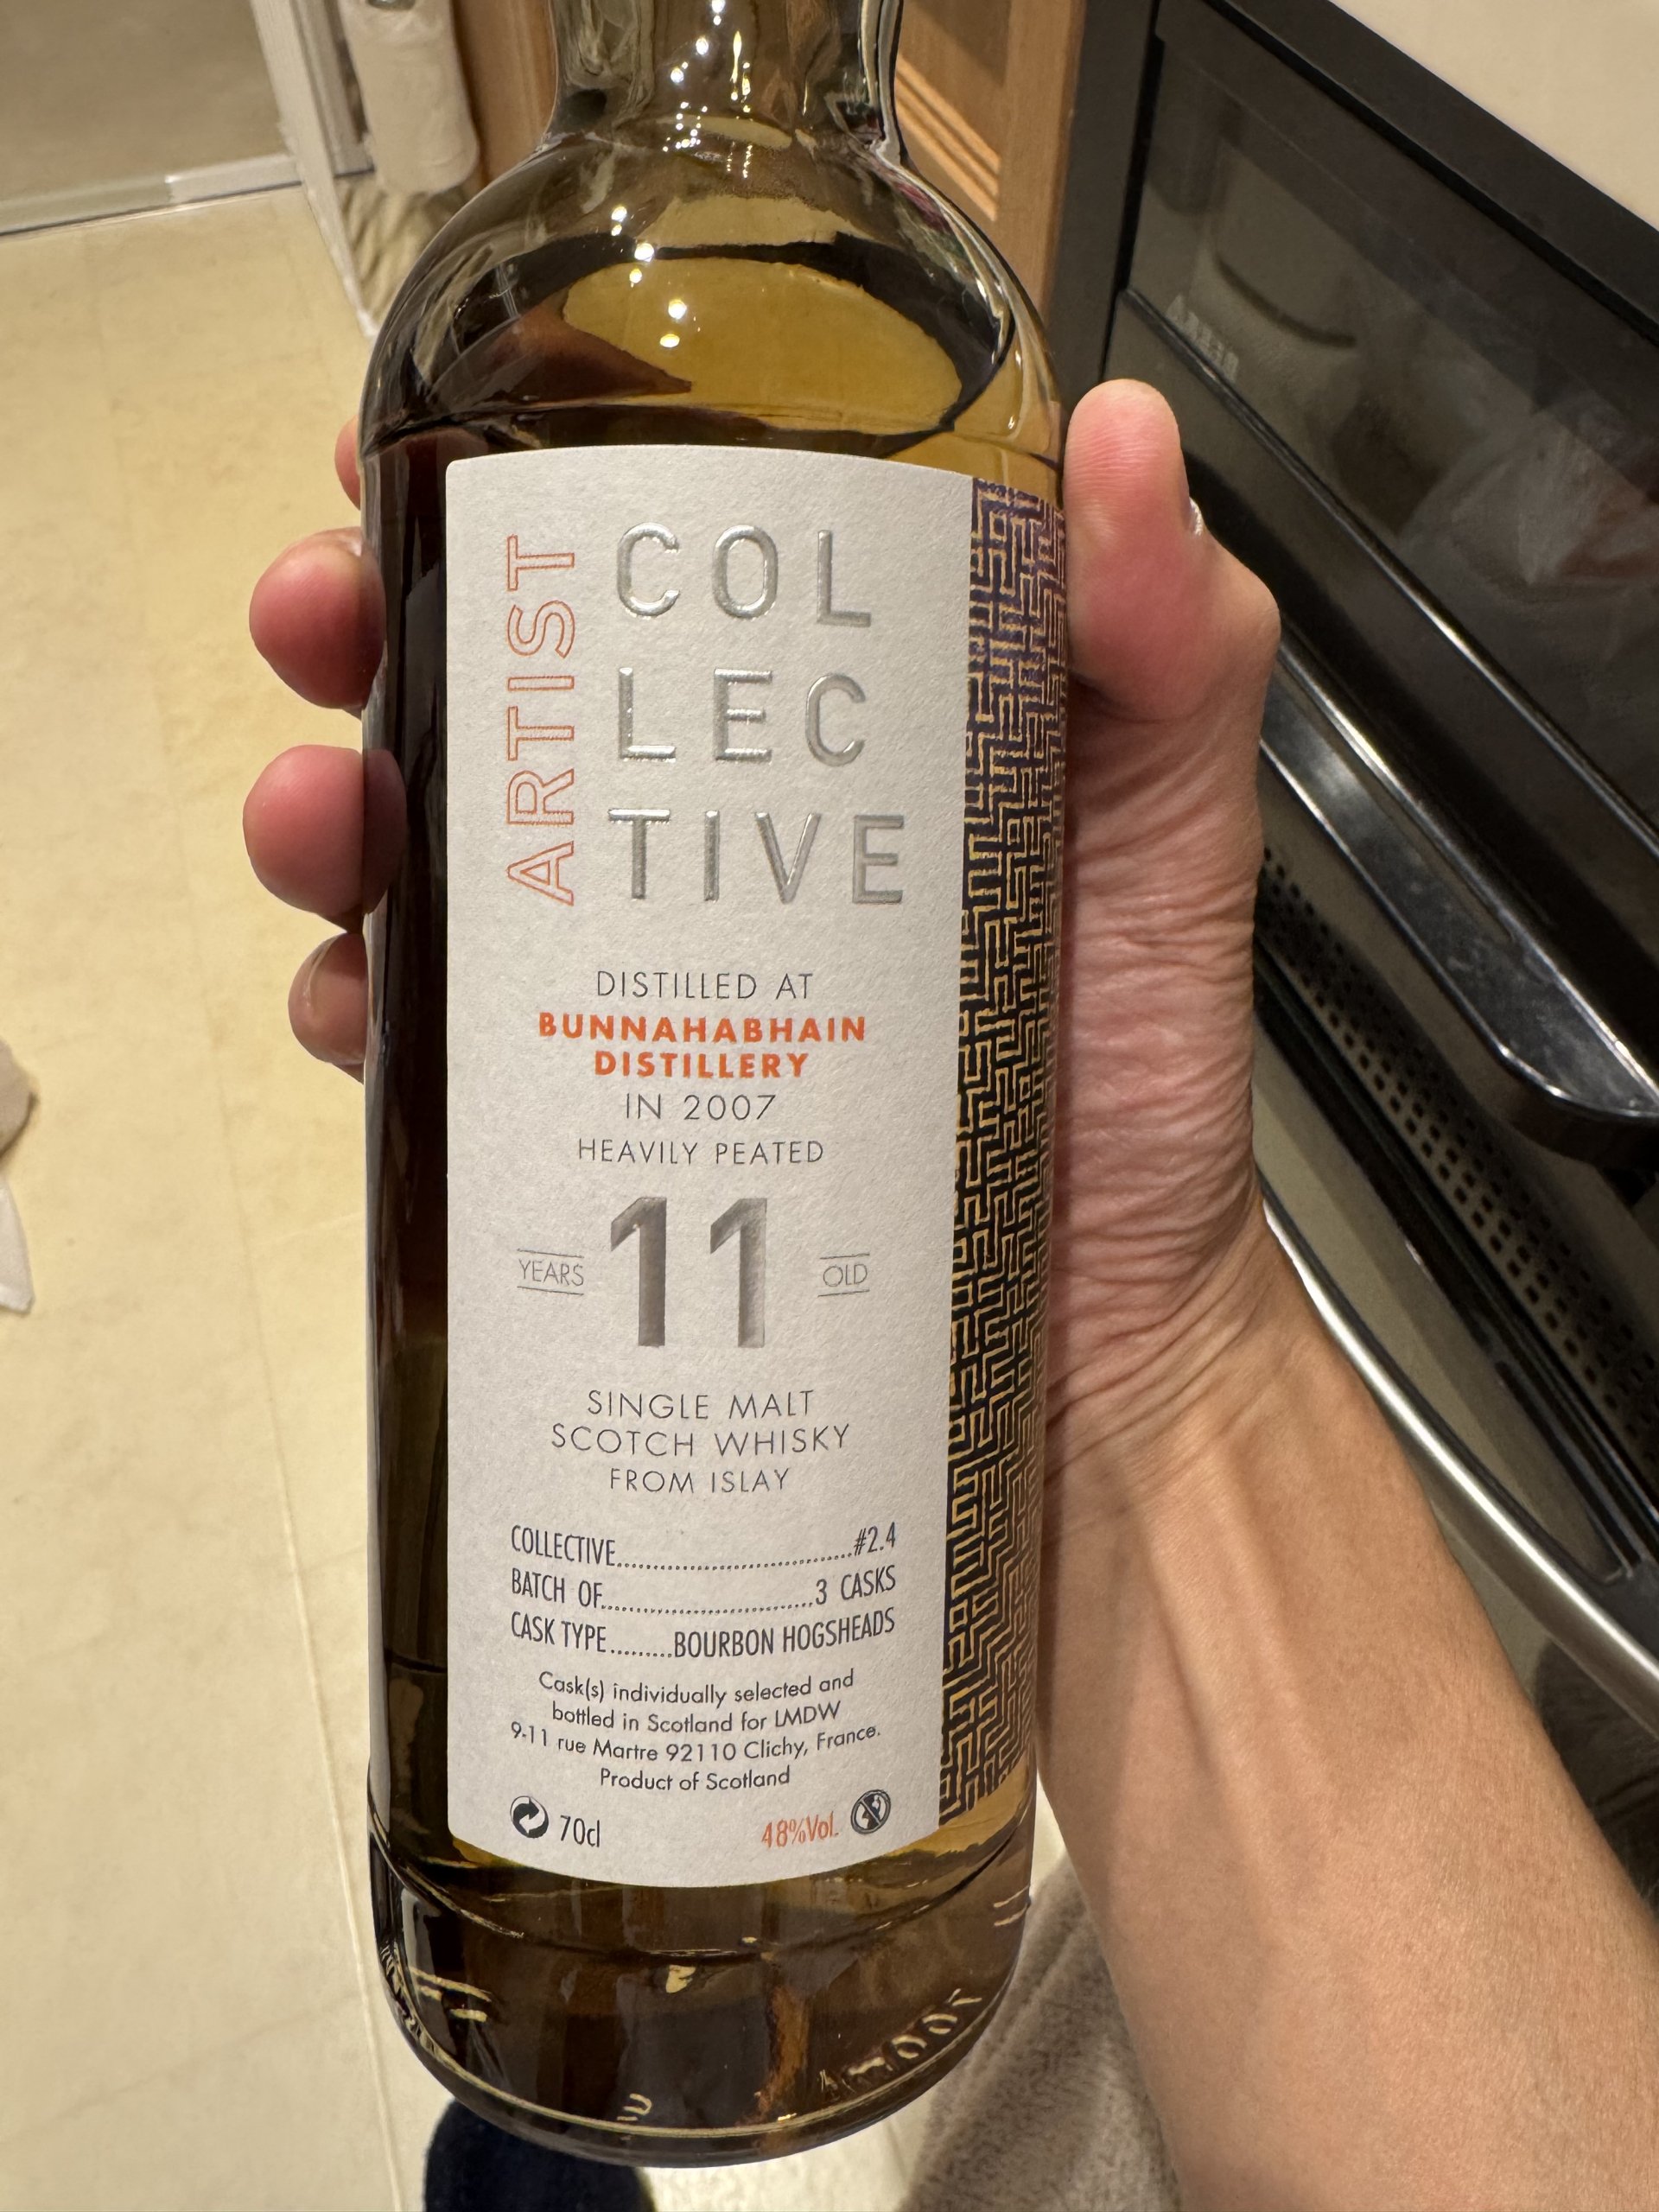 ARTIST
COL
LEC
TIVE
DISTILLED AT
BUNNAHABHAIN
DISTILLERY
IN 2007
HEAVILY PEATED
YEARS 11 OLD
SINGLE MALT
SCOTCH WHISKY
FROM ISLAY
COLLECTIVE..............................#2.4
BATCH OF..............................3 CASKS
CASK TYPE.........BOURBON HOGSHEADS
Cask(s) individually selected and
bottled in Scotland for LMDW
9-11 rue Martre 92110 Clichy, France.
Product of Scotland
70cl 48%Vol.